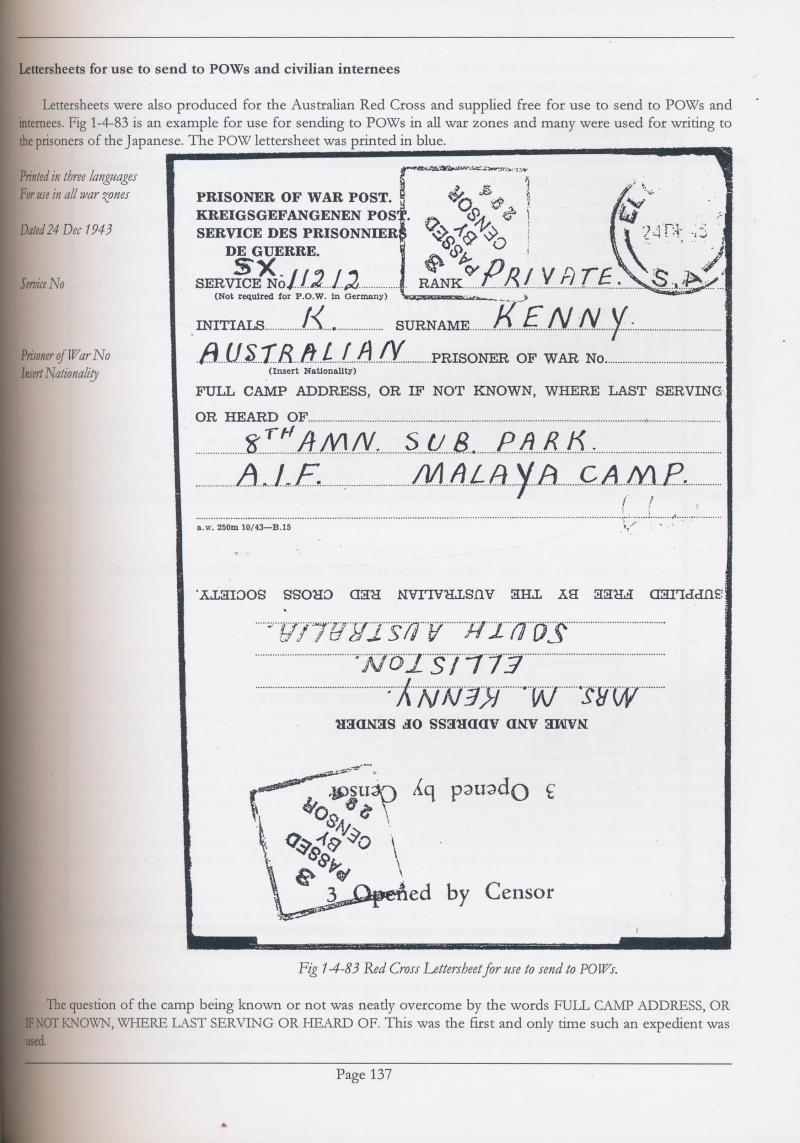 Lettersheets for use to send to POWs and civilian internees
Lettersheets were also produced for the Australian Red Cross and supplied free for use to send to POWs and
internees. Fig 1-4-83 is an example for use for sending to POWs in all war zones and many were used for writing to
the prisoners of the Japanese. The POW lettersheet was printed in blue.
Printed in three languages
For use in all war zones
Dated 24 Dec 1943
Service No
Prisoner of War No
Insert Nationality
PRISONER OF WAR POST.
KREIGSGEFANGENEN POST.
SERVICE DES PRISONNIERS
DE GUERRE.
3
PASSED
BY
CENSOR
284
S.A
SX.
SERVICE No. 11212 RANK PRIVATE.
(Not required for P.O.W. in Germany)
INITIALS K. SURNAME KENNY.
AUSTRALIAN PRISONER OF WAR No.
(Insert Nationality)
FULL CAMP ADDRESS, OR IF NOT KNOWN, WHERE LAST SERVING
OR HEARD OF
8TH AMN. SUB. PARK.
A.I.F. MALAYA CAMP.
a.w. 250m 10/43—B.15
SUPPLIED FREE BY THE AUSTRALIAN RED CROSS SOCIETY.
SOUTH AUSTRALIA.
ELLISTON.
MRS. M. KENNY.
NAME AND ADDRESS OF SENDER
3 Opened by Censor
3
PASSED
BY
CENSOR
284
3 Opened by Censor
Fig 1-4-83 Red Cross Lettersheet for use to send to POWs.
The question of the camp being known or not was neatly overcome by the words FULL CAMP ADDRESS, OR
IF NOT KNOWN, WHERE LAST SERVING OR HEARD OF. This was the first and only time such an expedient was
used.
Page 137